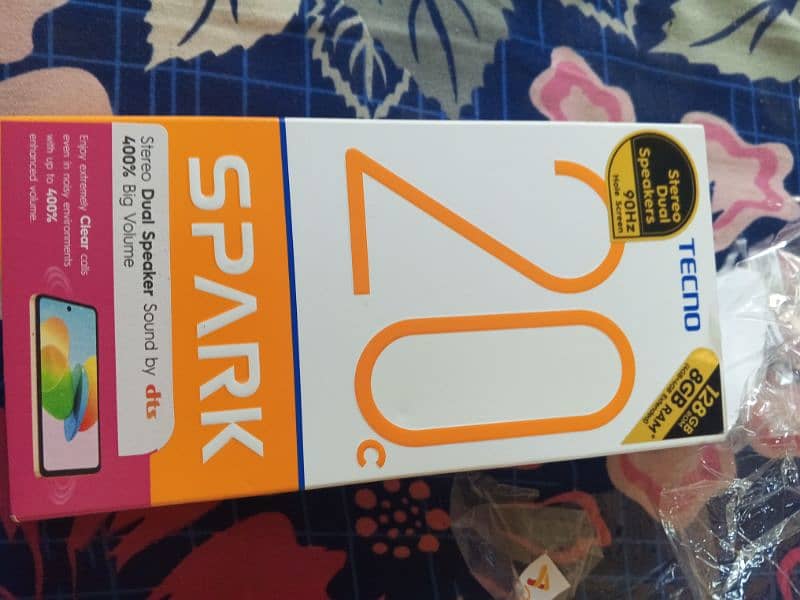 TECNO
Stereo
Dual
Speakers
90Hz
Hole Screen
128GB
ROM
8GB RAM*
20
C
SPARK
Stereo Dual Speaker Sound by dts
400% Big Volume
Enjoy extremely Clear calls
even in noisy environments
with up to 400%
enhanced volume.